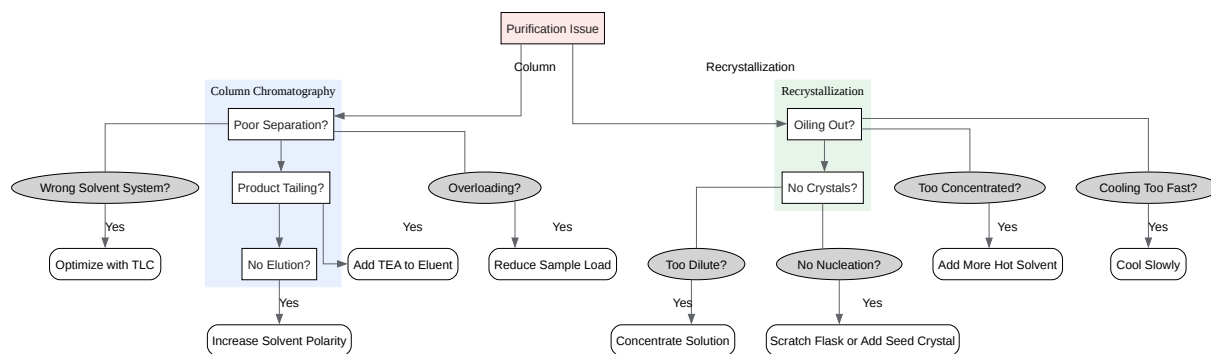 Purification Issue
Column
Recrystallization
Column Chromatography
Recrystallization
Poor Separation?
Oiling Out?
Wrong Solvent System?
Product Tailing?
Overloading?
No Crystals?
Too Concentrated?
Cooling Too Fast?
Yes
Yes
Yes
Yes
Yes
Optimize with TLC
No Elution?
Add TEA to Eluent
Reduce Sample Load
Too Dilute?
No Nucleation?
Add More Hot Solvent
Cool Slowly
Yes
Yes
Yes
Increase Solvent Polarity
Concentrate Solution
Scratch Flask or Add Seed Crystal